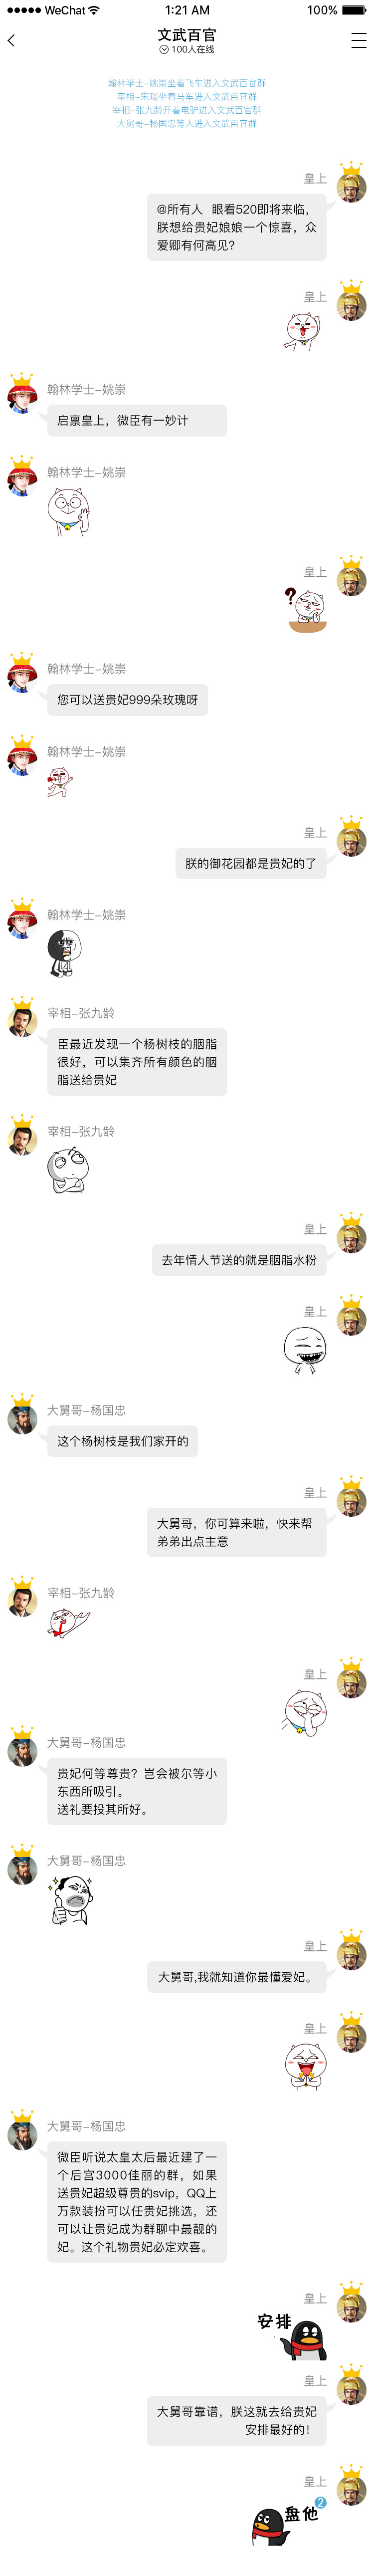 WeChat 1:21 AM 100%
文武百官
100人在线
翰林学士-姚崇坐着飞车进入文武百官群
宰相-宋璟坐着马车进入文武百官群
宰相-张九龄开着电驴进入文武百官群
大舅哥-杨国忠等人进入文武百官群
皇上
@所有人 眼看520即将来临，
朕想给贵妃娘娘一个惊喜，众
爱卿有何高见？
皇上
翰林学士-姚崇
启禀皇上，微臣有一妙计
翰林学士-姚崇
皇上
?
翰林学士-姚崇
您可以送贵妃999朵玫瑰呀
翰林学士-姚崇
皇上
朕的御花园都是贵妃的了
翰林学士-姚崇
宰相-张九龄
臣最近发现一个杨树枝的胭脂
很好，可以集齐所有颜色的胭
脂送给贵妃
宰相-张九龄
皇上
去年情人节送的就是胭脂水粉
皇上
大舅哥-杨国忠
这个杨树枝是我们家开的
皇上
大舅哥，你可算来啦，快来帮
弟弟出点主意
宰相-张九龄
皇上
大舅哥-杨国忠
贵妃何等尊贵？岂会被尔等小
东西所吸引。
送礼要投其所好。
大舅哥-杨国忠
皇上
大舅哥,我就知道你最懂爱妃。
皇上
大舅哥-杨国忠
微臣听说太皇太后最近建了一
个后宫3000佳丽的群，如果
送贵妃超级尊贵的svip，QQ上
万款装扮可以任贵妃挑选，还
可以让贵妃成为群聊中最靓的
妃。这个礼物贵妃必定欢喜。
皇上
安排
皇上
大舅哥靠谱，朕这就去给贵妃
安排最好的！
皇上
盘他
2